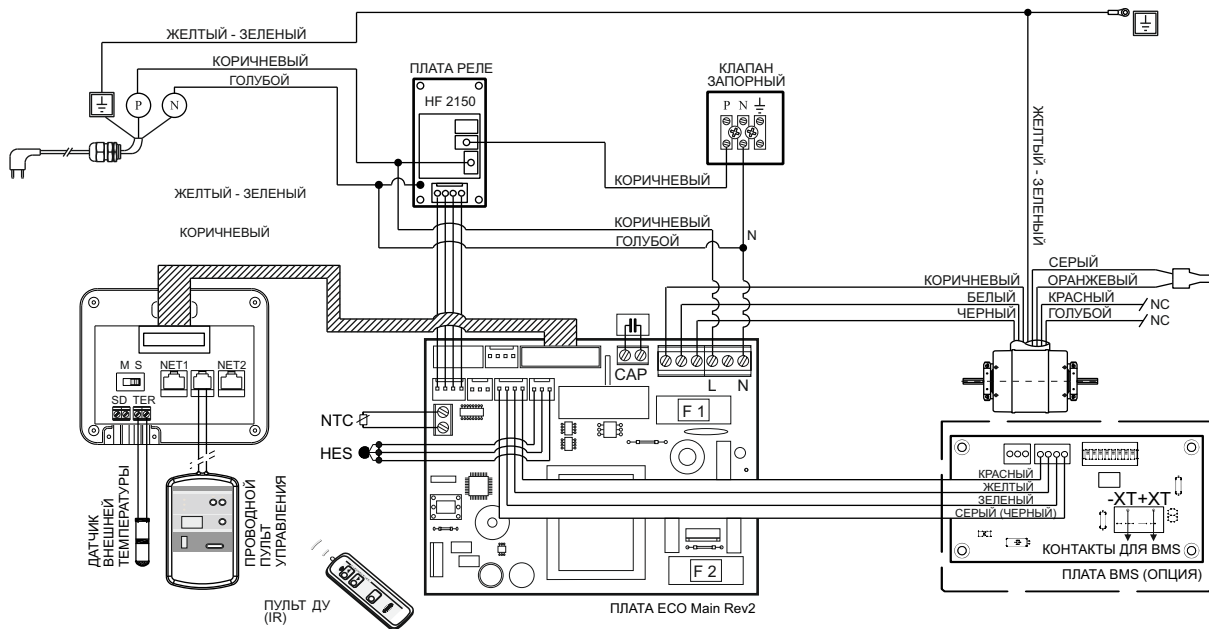 ЖЕЛТЫЙ - ЗЕЛЕНЫЙ
КОРИЧНЕВЫЙ
ГОЛУБОЙ
P
N
ПЛАТА РЕЛЕ
HF 2150
КЛАПАН
ЗАПОРНЫЙ
P N
ЖЕЛТЫЙ - ЗЕЛЕНЫЙ
КОРИЧНЕВЫЙ
ЖЕЛТЫЙ - ЗЕЛЕНЫЙ
КОРИЧНЕВЫЙ
КОРИЧНЕВЫЙ
ГОЛУБОЙ
N
КОРИЧНЕВЫЙ
БЕЛЫЙ
ЧЕРНЫЙ
СЕРЫЙ
ОРАНЖЕВЫЙ
КРАСНЫЙ
NC
ГОЛУБОЙ
NC
M S
NET1
NET2
SD
TER
CAP
L
N
F 1
NTC
HES
F 2
КРАСНЫЙ
ЖЕЛТЫЙ
ЗЕЛЕНЫЙ
СЕРЫЙ (ЧЕРНЫЙ)
-XT+XT
КОНТАКТЫ ДЛЯ BMS
ПЛАТА BMS (ОПЦИЯ)
ДАТЧИК
ВНЕШНЕЙ
ТЕМПЕРАТУРЫ
ПРОВОДНОЙ
ПУЛЬТ
УПРАВЛЕНИЯ
ПУЛЬТ ДУ
(IR)
ПЛАТА ECO Main Rev2